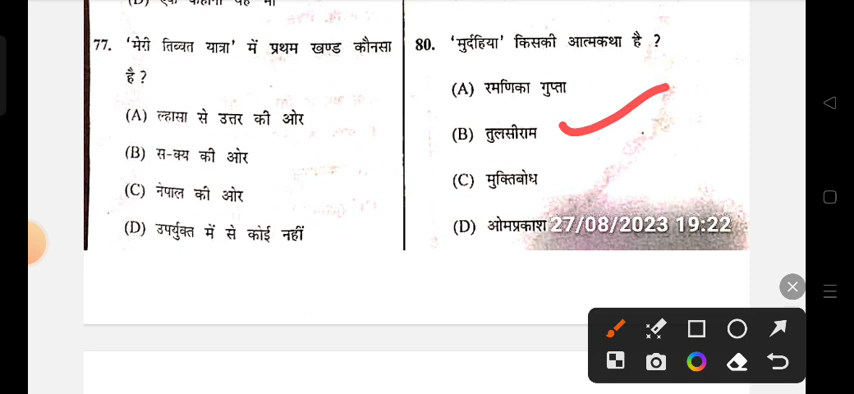 77. 'मेरी तिब्बत यात्रा' में प्रथम खण्ड कौनसा
है ?
(A) ल्हासा से उत्तर की ओर
(B) स-क्य की ओर
(C) नेपाल की ओर
(D) उपर्युक्त में से कोई नहीं
80. 'मुर्दहिया' किसकी आत्मकथा है ?
(A) रमणिका गुप्ता
(B) तुलसीराम
(C) मुक्तिबोध
(D) ओमप्रकाश
27/08/2023 19:22